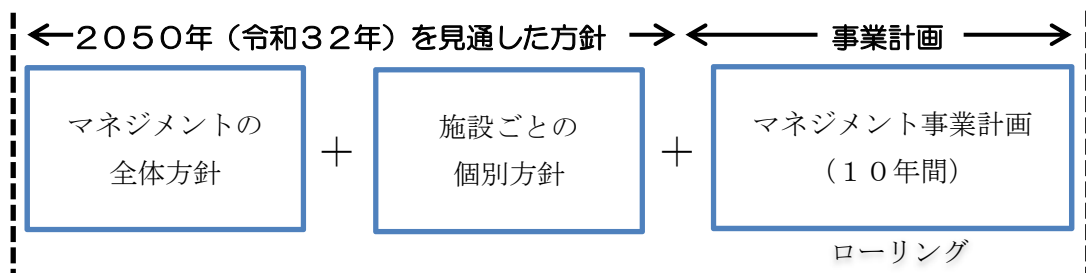 2050年（令和32年）を見通した方針 事業計画
マネジメントの
全体方針
＋
施設ごとの
個別方針
＋
マネジメント事業計画
（１０年間）
ローリング